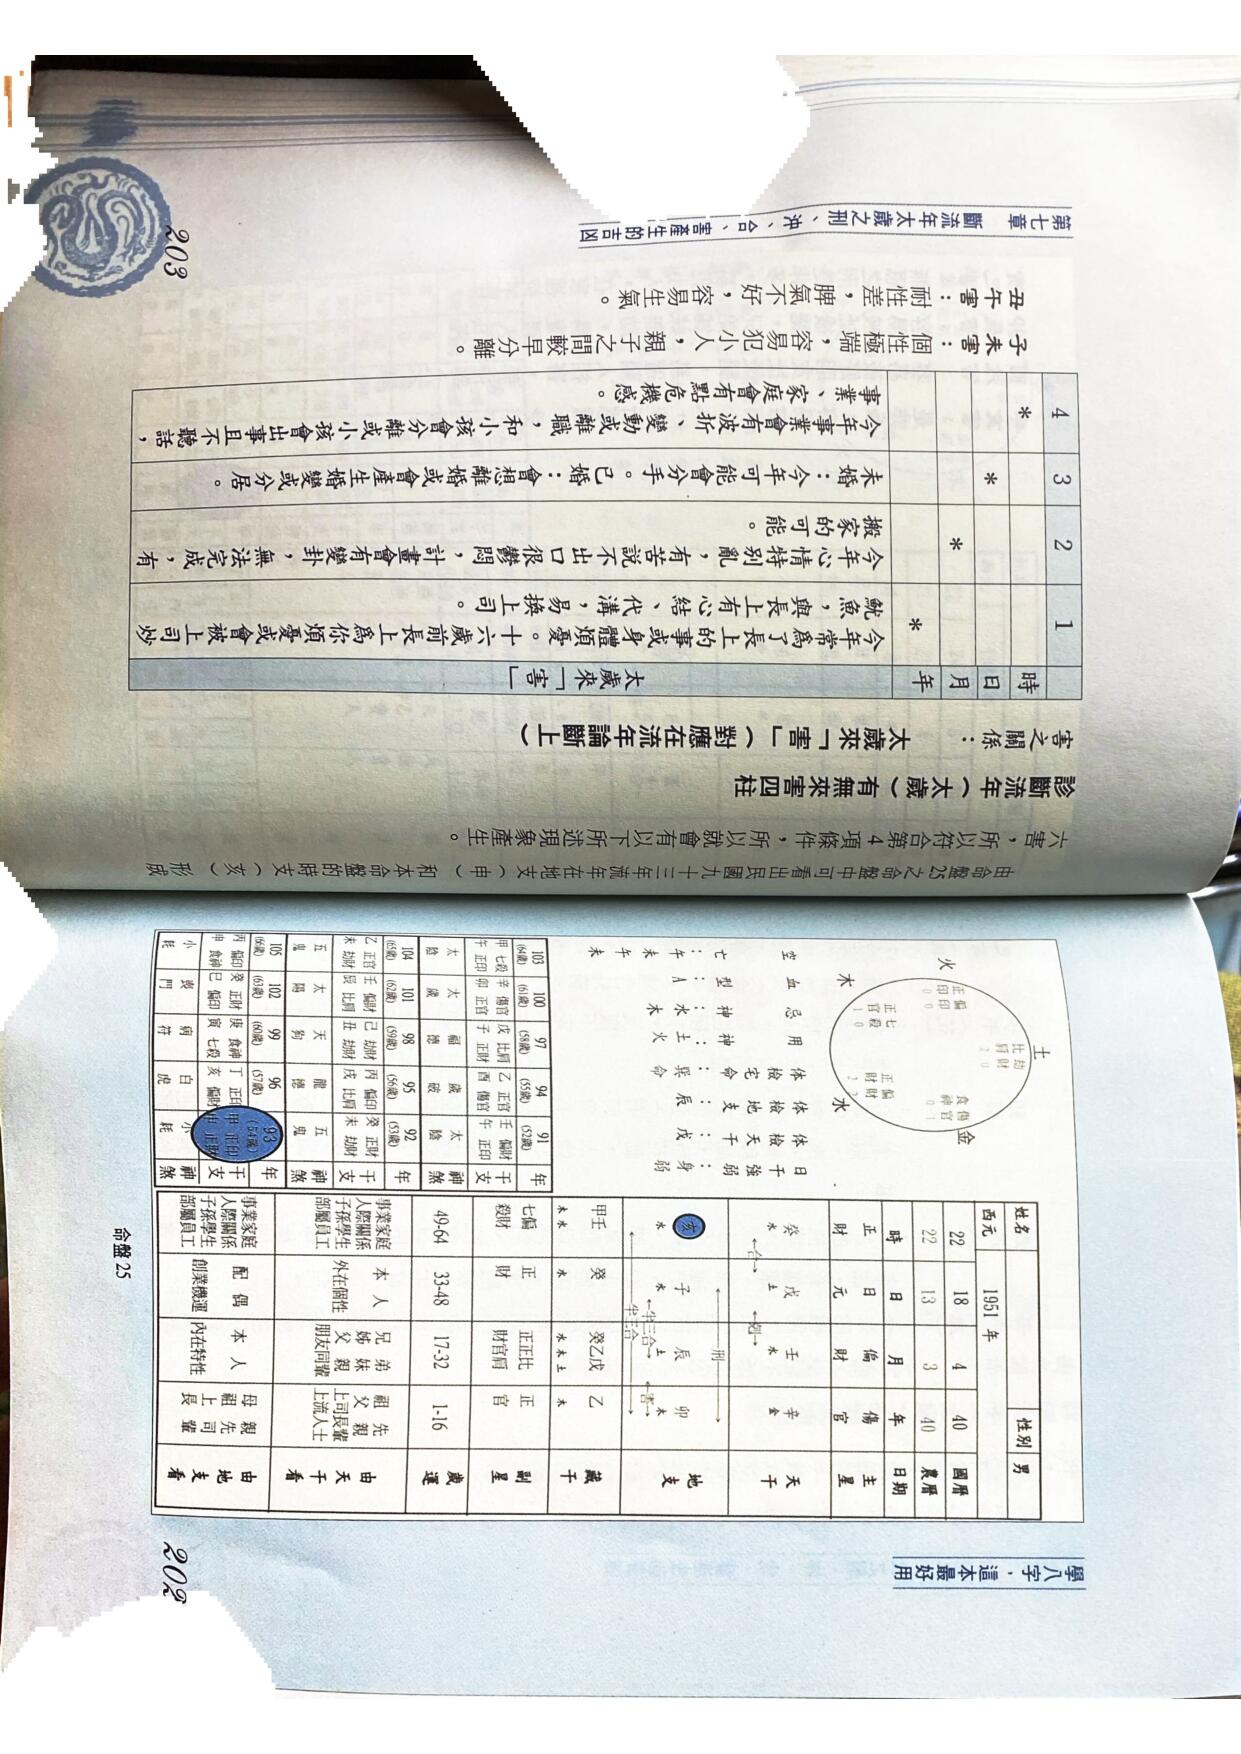 學八字，這本最好用
姓名 性別 男
西元 1951 年
22 18 4 40 國曆
22 13 3 40 農曆
時 日 月 年 日期
正財 日元 偏財 傷官 主星
癸 戊 壬 辛 天干
水 土 水 金
←合→ ←剋→
←刑→
亥 子 辰 卯 地支
水 水 土 木
←半三合→ ←害→
←半三合→
甲壬 癸 癸乙戊 乙 藏干
木水 水 水木土 木
七偏 正 正正比 正 副星
殺財 財 財官肩 官
49-64 33-48 17-32 1-16 歲運
事業家庭 本人 兄弟 祖先 由天干看
人際關係 姊妹 父親
子孫學生 外在個性 父親 上司長輩
部屬員工 朋友同輩 上流人士
事業家庭 配偶 本人 母親 由地支看
人際關係 祖先
子孫學生 創業機運 內在特性 上司
部屬員工 長輩
土
比肩2 劫財0
金
食神0 傷官1
火
正印0 偏印0
木
正官1 七殺0
水
正財2 偏財2
日干強弱：身弱
体檢天干：戊
体檢地支：辰
体檢宅命：巽命
用神：土火
忌神：水木
血型：A
空亡：午未午未
103 100 97 94 91 年
(64歲) (61歲) (58歲) (55歲) (52歲)
甲 七殺 辛 傷官 戊 比肩 乙 正官 壬 偏財 干支
午 正印 卯 正官 子 正財 酉 傷官 午 正印
太陰 太歲 福德 歲破 太陰 神煞
104 101 98 95 92 年
(65歲) (62歲) (59歲) (56歲) (53歲)
乙 正官 壬 偏財 己 劫財 丙 偏印 癸 正財 干支
未 劫財 辰 比肩 丑 劫財 戌 比肩 未 劫財
五鬼 太陽 天狗 龍德 五鬼 神煞
105 102 99 96 93 年
(66歲) (63歲) (60歲) (57歲) (54歲)
丙 偏印 癸 正財 庚 食神 丁 正印 甲 正印 干支
申 食神 巳 偏印 寅 七殺 亥 偏財 申 正財
小耗 喪門 病符 白虎 小耗 神煞
命盤 25
202
由命盤25之命盤中可看出民國九十三年流年在地支（申）和本命盤的時支（亥）形成
六害，所以符合第4項條件，所以就會有以下所述現象產生。
診斷流年（太歲）有無來害四柱
害之關係： 太歲來「害」（對應在流年論斷上）
時 日 月 年 太歲來「害」
1 * 今年常為了長上的事或身體煩憂。十六歲前長上為你煩憂或會被上司炒
魷魚，與長上有心結、代溝，易換上司。
2 * 今年心情特別亂，有苦說不出口很鬱悶，計畫會有變卦，無法完成，有
搬家的可能。
3 * 未婚：今年可能會分手。已婚：會想離婚或會產生婚變或分居。
4 * 今年事業會有波折、變動或離職，和小孩會分離或小孩會出事且不聽話，
事業、家庭會有點危機感。
子未害：個性極端，容易犯小人，親子之間較早分離。
丑午害：耐性差，脾氣不好，容易生氣。
第七章 斷流年太歲之刑、沖、合、害產生的吉凶
203